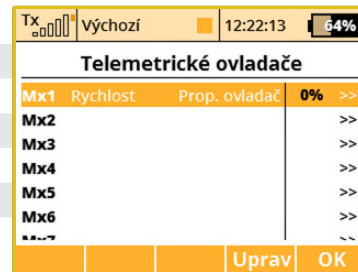 Tx Výchozí 12:22:13 64%
Telemetrické ovladače
Mx1 Rychlost Prop. ovladač 0% >>
Mx2 >>
Mx3 >>
Mx4 >>
Mx5 >>
Mx6 >>
Mx7 >>
Uprav OK